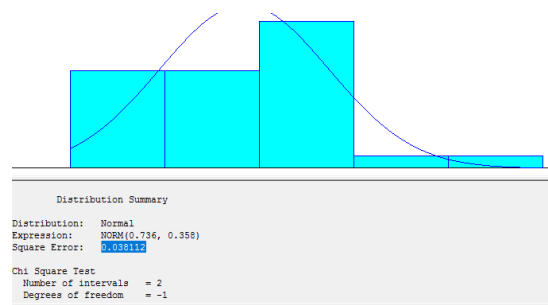 Distribution Summary
Distribution: Normal
Expression: NORM(0.736, 0.358)
Square Error: 0.038112
Chi Square Test
Number of intervals = 2
Degrees of freedom = -1